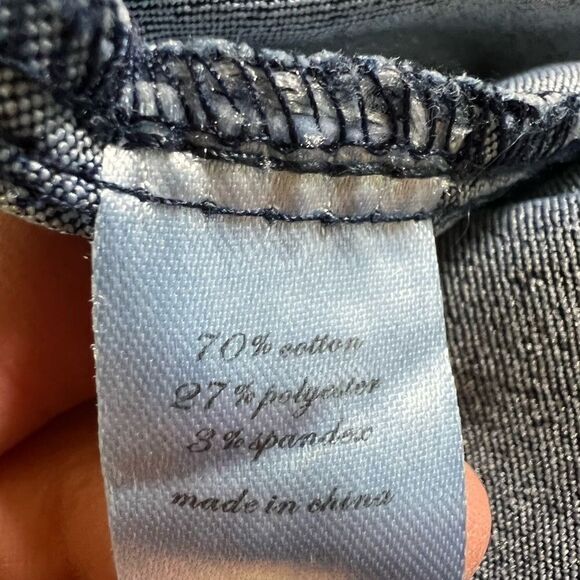 70% cotton
27% polyester
3% spandex
made in china